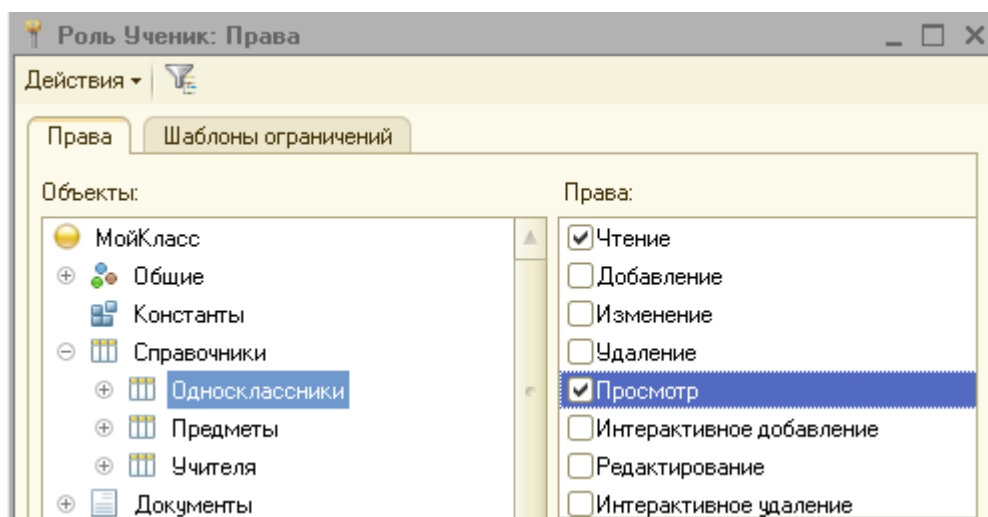 Роль Ученик: Права
Действия
Права Шаблоны ограничений
Объекты: Права:
МойКласс Чтение
Общие Добавление
Константы Изменение
Справочники Удаление
Односклассники Просмотр
Предметы Интерактивное добавление
Учителя Редактирование
Документы Интерактивное удаление